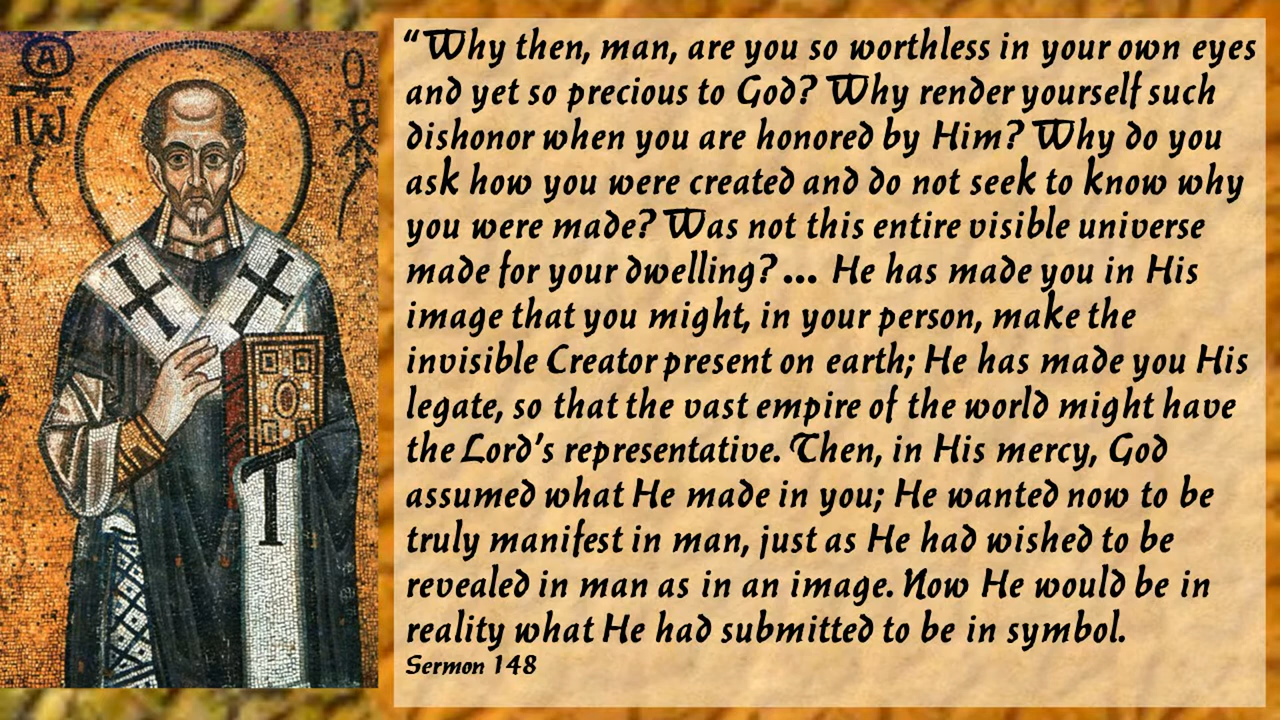 Ⓐ
ΙΩ
Ο
ΧΡ
“Why then, man, are you so worthless in your own eyes
and yet so precious to God? Why render yourself such
dishonor when you are honored by Him? Why do you
ask how you were created and do not seek to know why
you were made? Was not this entire visible universe
made for your dwelling? ... He has made you in His
image that you might, in your person, make the
invisible Creator present on earth; He has made you His
legate, so that the vast empire of the world might have
the Lord’s representative. Then, in His mercy, God
assumed what He made in you; He wanted now to be
truly manifest in man, just as He had wished to be
revealed in man as in an image. Now He would be in
reality what He had submitted to be in symbol.
Sermon 148